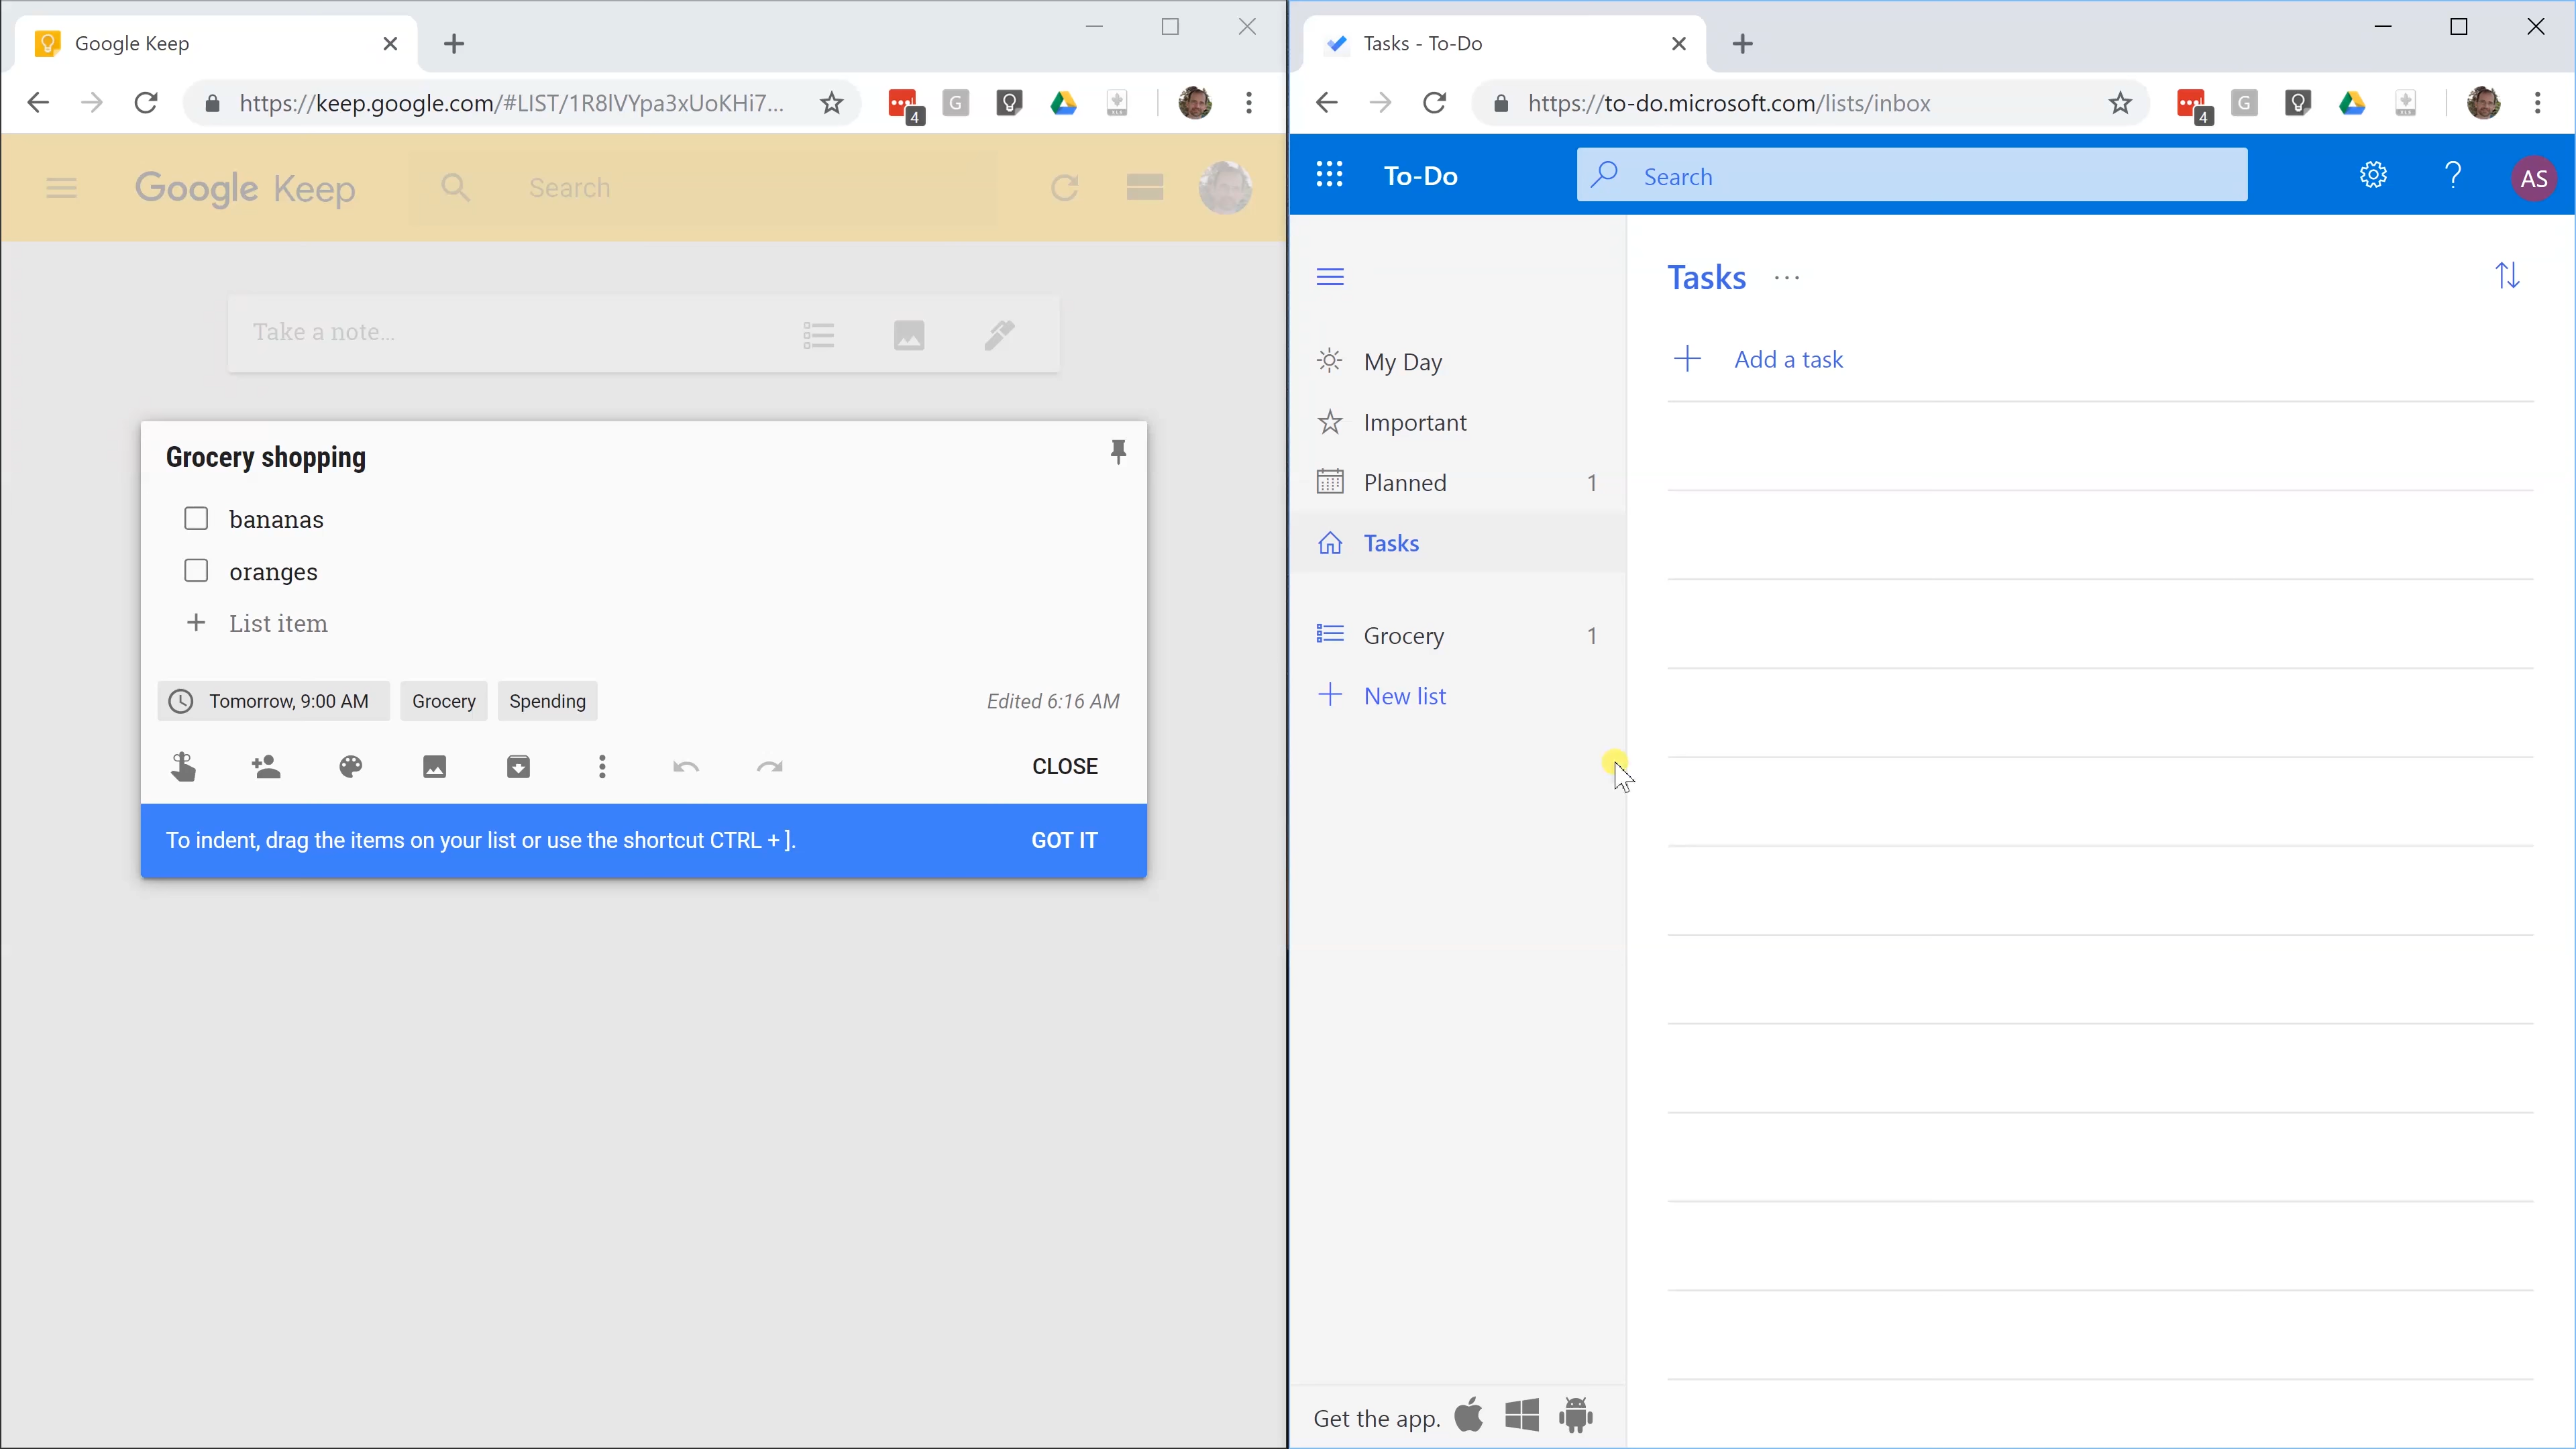 Google Keep
https://keep.google.com/#LIST/1R8lVYpa3xUoKHi7...
4
G
Google Keep
Search
Take a note...
Grocery shopping
bananas
oranges
+ List item
Tomorrow, 9:00 AM
Grocery
Spending
Edited 6:16 AM
CLOSE
To indent, drag the items on your list or use the shortcut CTRL + ].
GOT IT
Tasks - To-Do
https://to-do.microsoft.com/lists/inbox
4
G
To-Do
Search
?
AS
My Day
Important
Planned 1
Tasks
Grocery 1
New list
Get the app.
Tasks ...
Add a task